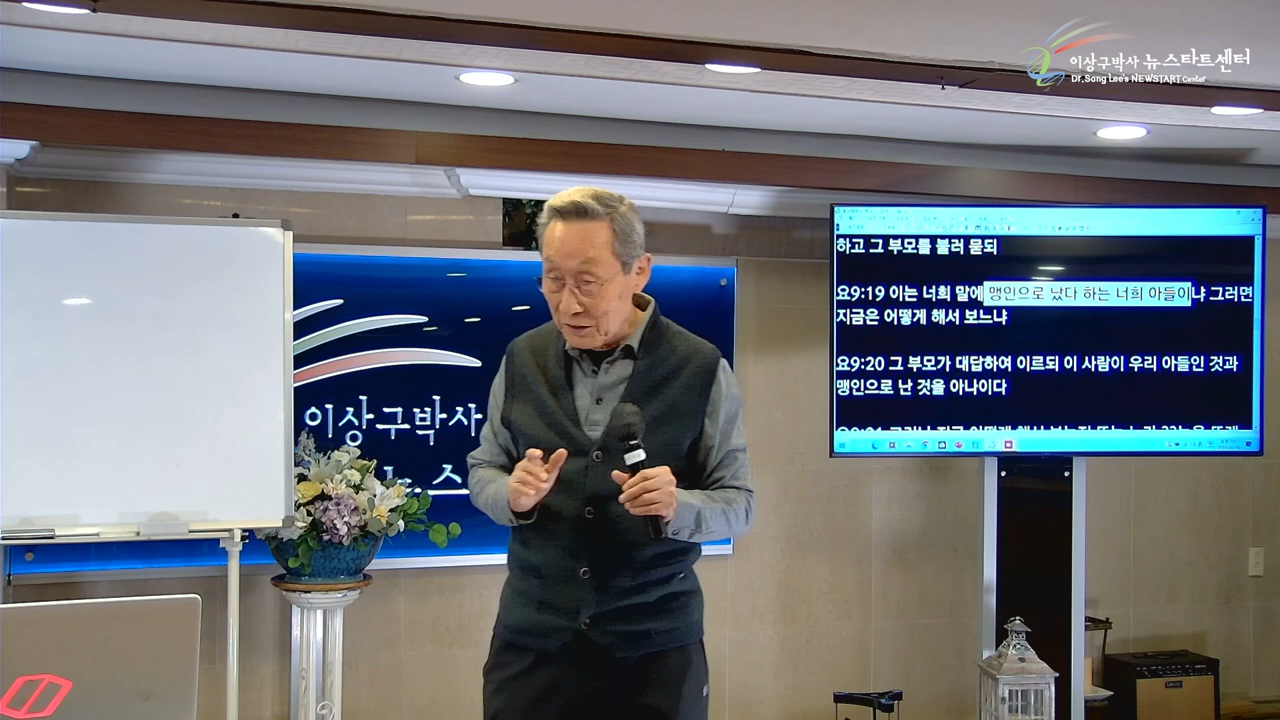 이상구박사 뉴스타트센터
Dr. Sang Lee's NEWSTART Center
하고 그 부모를 불러 묻되
요9:19 이는 너희 말에 맹인으로 났다 하는 너희 아들이냐 그러면
지금은 어떻게 해서 보느냐
요9:20 그 부모가 대답하여 이르되 이 사람이 우리 아들인 것과
맹인으로 난 것을 아나이다
이상구박사
뉴스